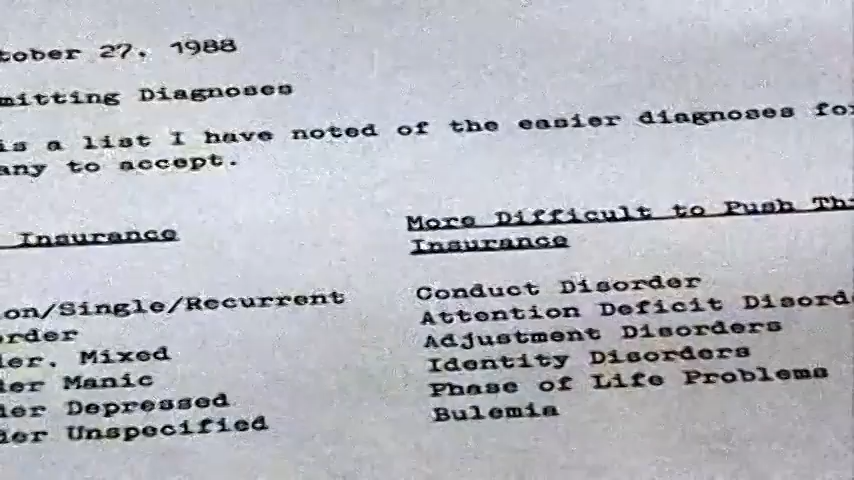 tober 27, 1988
mitting Diagnoses
is a list I have noted of the easier diagnoses fo
any to accept.
Insurance
More Difficult to Push Th
Insurance
on/Single/Recurrent
rder
der. Mixed
der Manic
der Depressed
der Unspecified
Conduct Disorder
Attention Deficit Disord
Adjustment Disorders
Identity Disorders
Phase of Life Problems
Bulemia